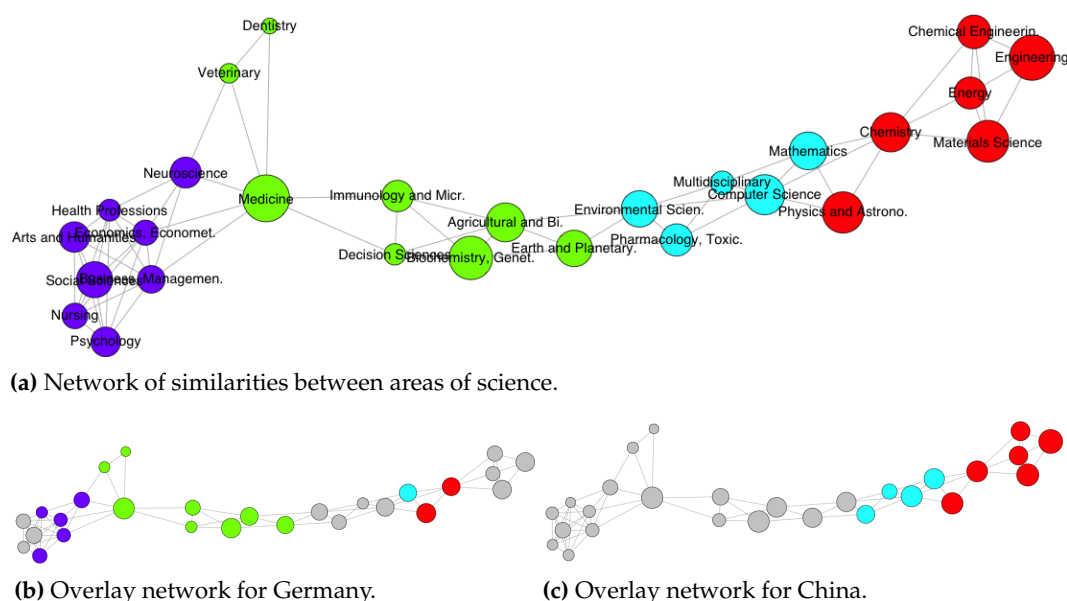 Dentistry
Chemical Engineerin.
Engineering
Veterinary
Energy
Chemistry
Materials Science
Mathematics
Neuroscience
Multidisciplinary
Computer Science
Medicine
Immunology and Micr.
Health Professions
Environmental Scien.
Physics and Astrono.
Agricultural and Bi.
Economics, Economet.
Arts and Humanities
Pharmacology, Toxic.
Earth and Planetary.
Decision Sciences
Biochemistry, Genet.
Social Sciences
Business, Managemen.
Nursing
Psychology
(a) Network of similarities between areas of science.
(b) Overlay network for Germany.
(c) Overlay network for China.